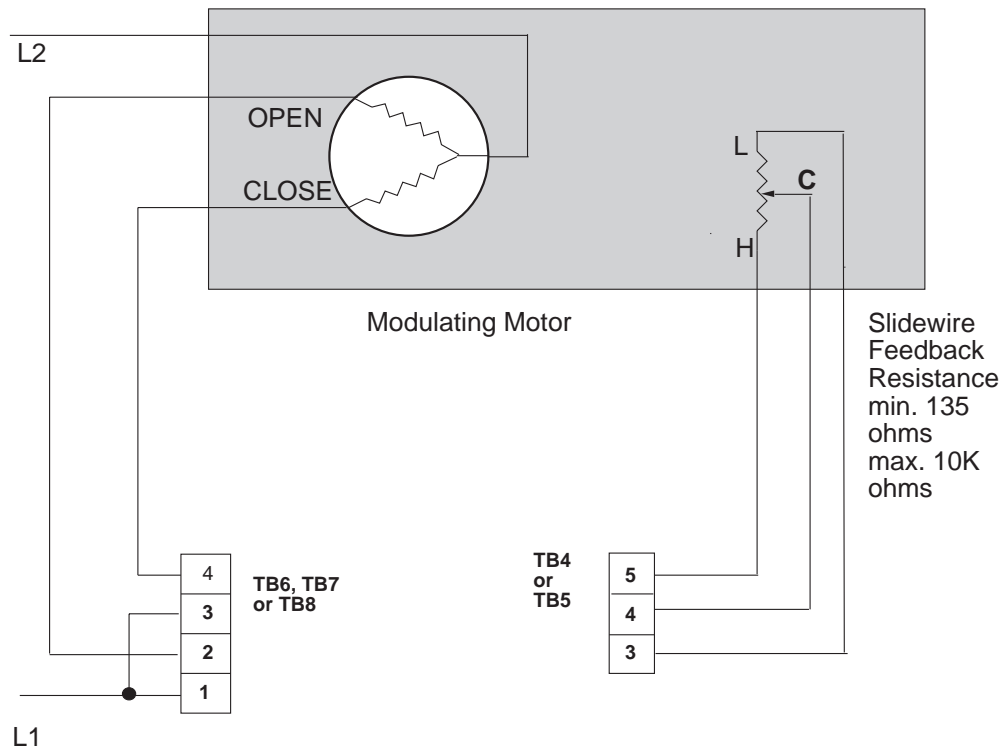 L2
OPEN
CLOSE
L
C
H
Modulating Motor
Slidewire
Feedback
Resistance
min. 135
ohms
max. 10K
ohms
4
3
2
1
TB6, TB7
or TB8
TB4
or
TB5
5
4
3
L1